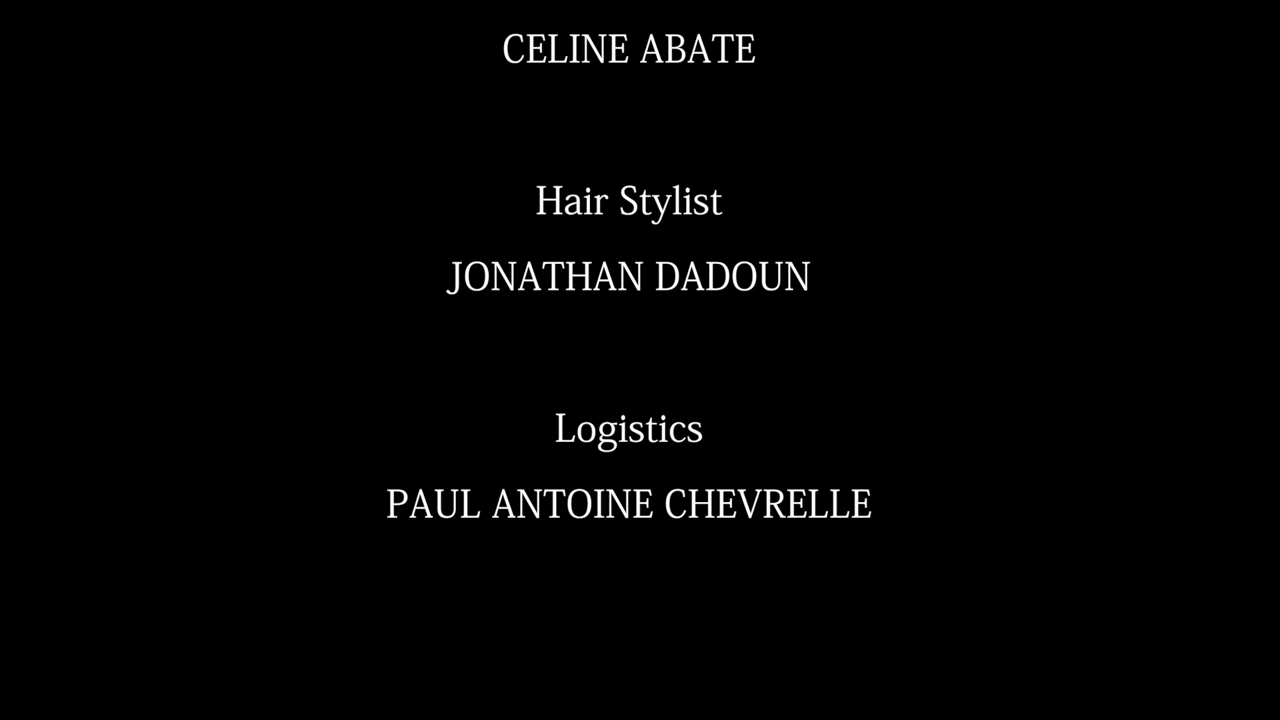 CELINE ABATE
Hair Stylist
JONATHAN DADOUN
Logistics
PAUL ANTOINE CHEVRELLE